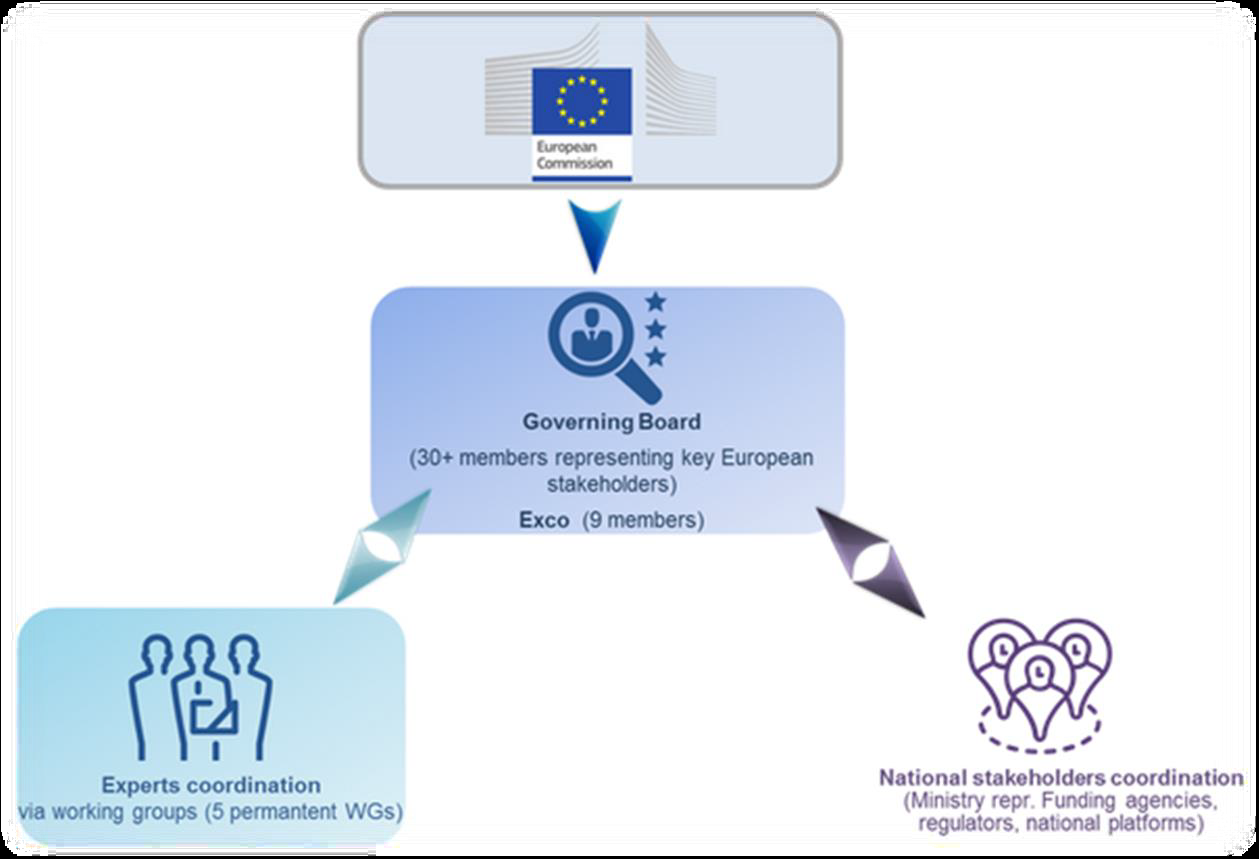 European
Commission
Governing Board
(30+ members representing key European
stakeholders)
Exco (9 members)
Experts coordination
via working groups (5 permantent WGs)
National stakeholders coordination
(Ministry repr. Funding agencies,
regulators, national platforms)